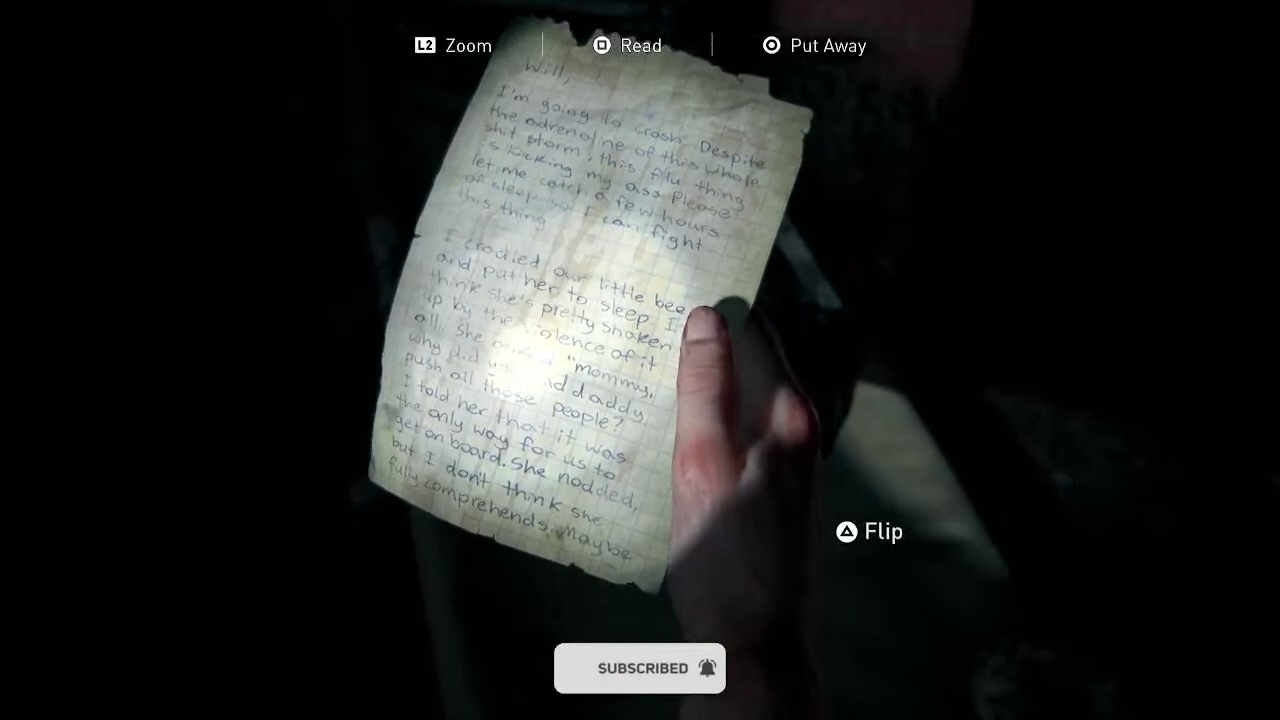 L2 Zoom
Read
Put Away
Will,
I'm going to crash. Despite
the adrenaline of this whole
shit storm, this flu thing
is kicking my ass. Please
let me catch a few hours
of sleep so I can fight
this thing.
I cradled our little bee
and put her to sleep. I
think she's pretty shaken
up by the violence of it
all. She "mommy,
why did daddy
push all those people?
I told her that it was
the only way for us to
get on board. She nodded,
but I don't think she
fully comprehends. Maybe
Flip
SUBSCRIBED